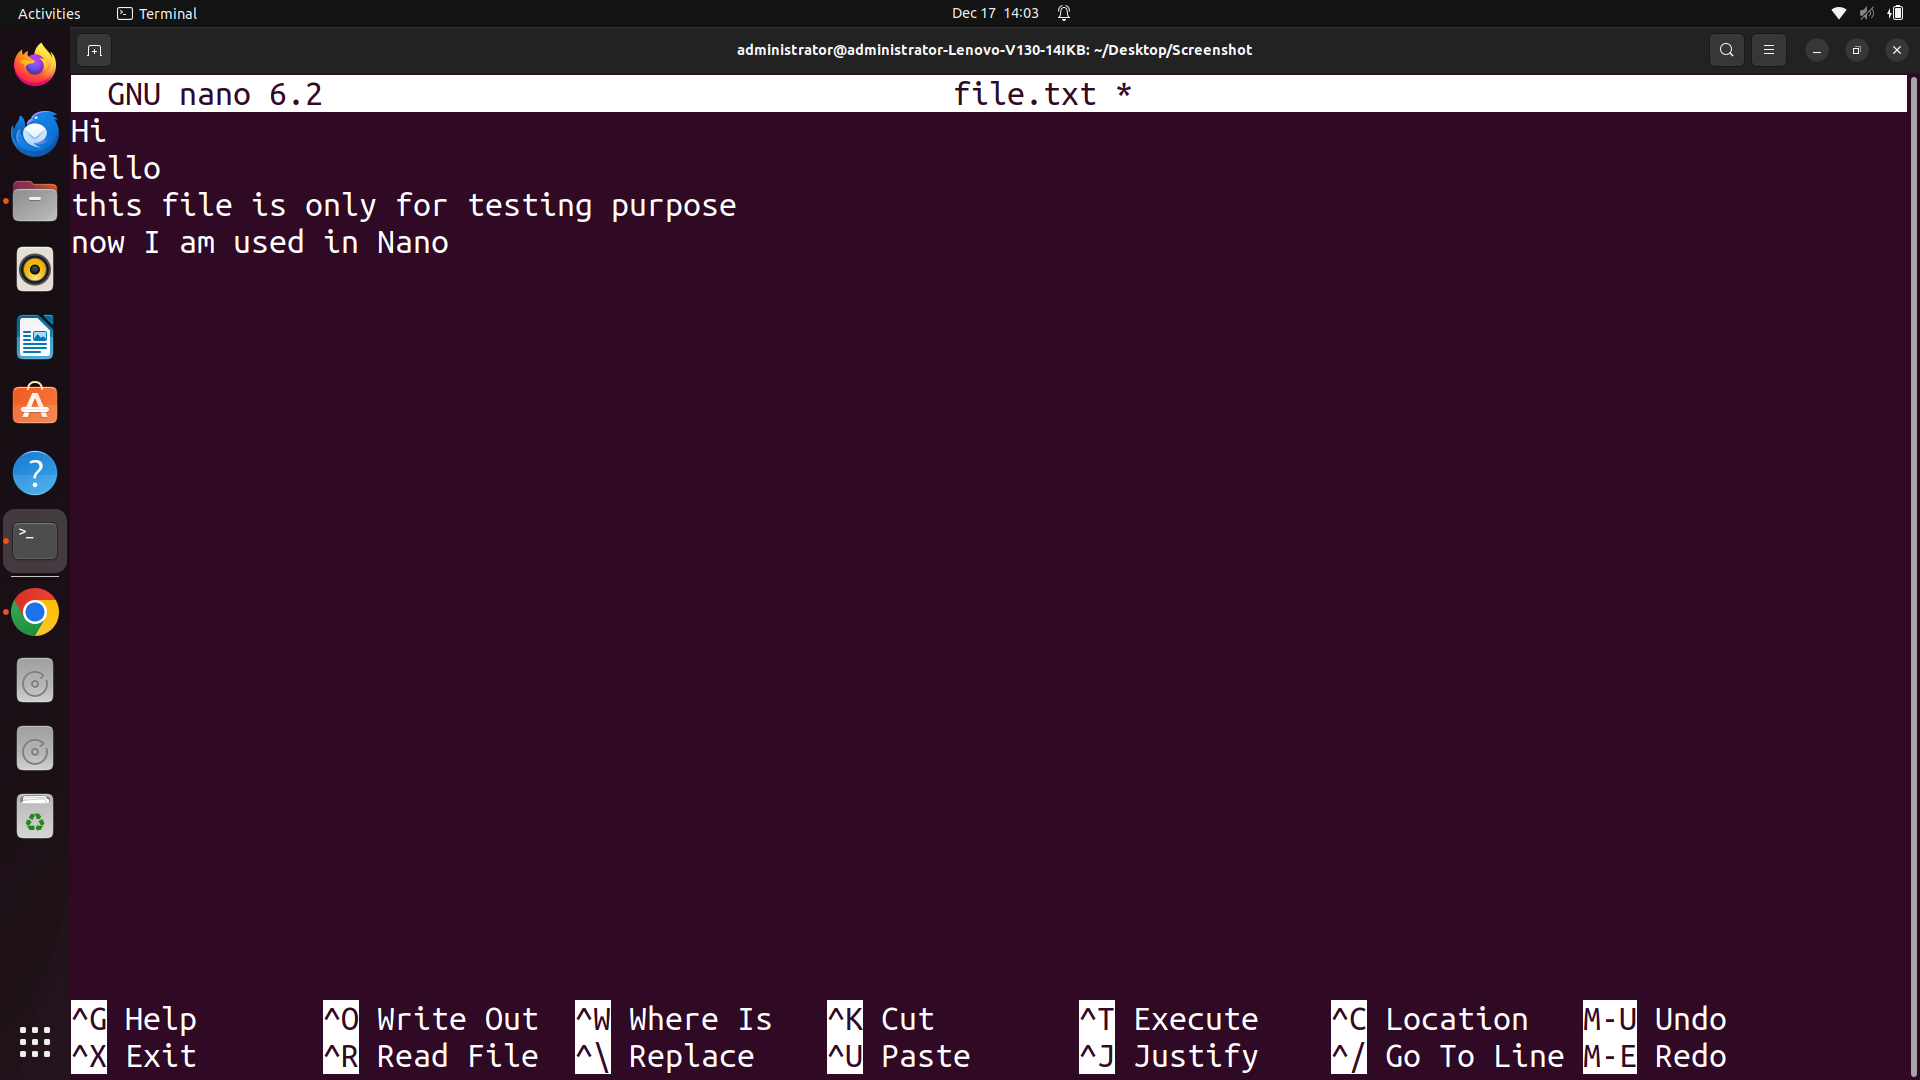 Activities Terminal Dec 17 14:03
administrator@administrator-Lenovo-V130-14IKB: ~/Desktop/Screenshot
GNU nano 6.2 file.txt *
Hi
hello
this file is only for testing purpose
now I am used in Nano
^G Help ^O Write Out ^W Where Is ^K Cut ^T Execute ^C Location M-U Undo
^X Exit ^R Read File ^\ Replace ^U Paste ^J Justify ^/ Go To Line M-E Redo